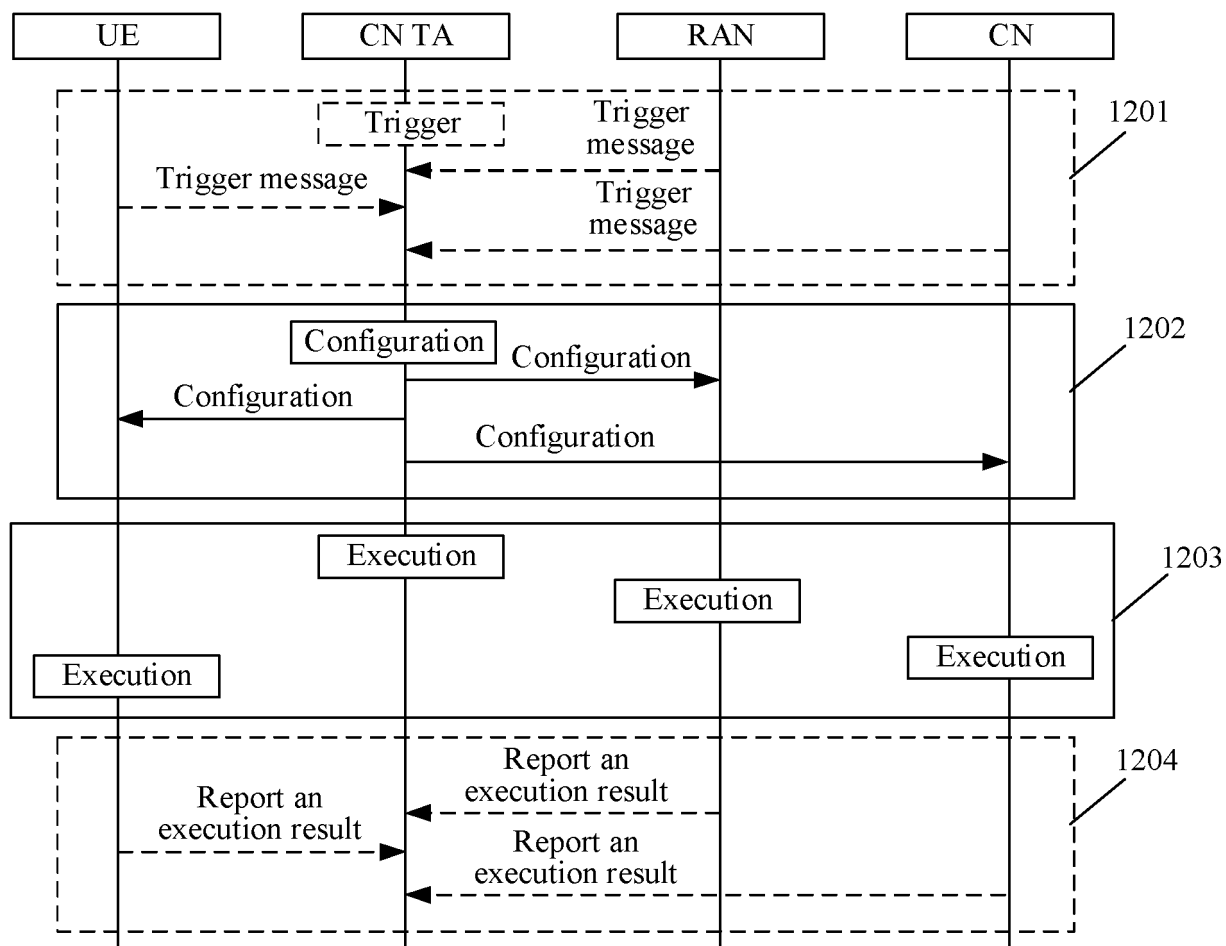 UE
CN TA
RAN
CN
Trigger
Trigger
message
1201
Trigger message
Trigger
message
Configuration
1202
Configuration
Configuration
Configuration
Execution
1203
Execution
Execution
Execution
Report an
execution result
1204
Report an
execution result
Report an
execution result